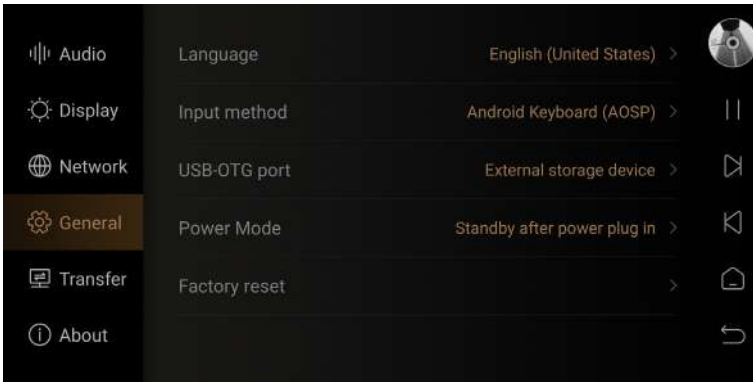 Audio
Display
Network
General
Transfer
About
Language English (United States)
Input method Android Keyboard (AOSP)
USB-OTG port External storage device
Power Mode Standby after power plug in
Factory reset